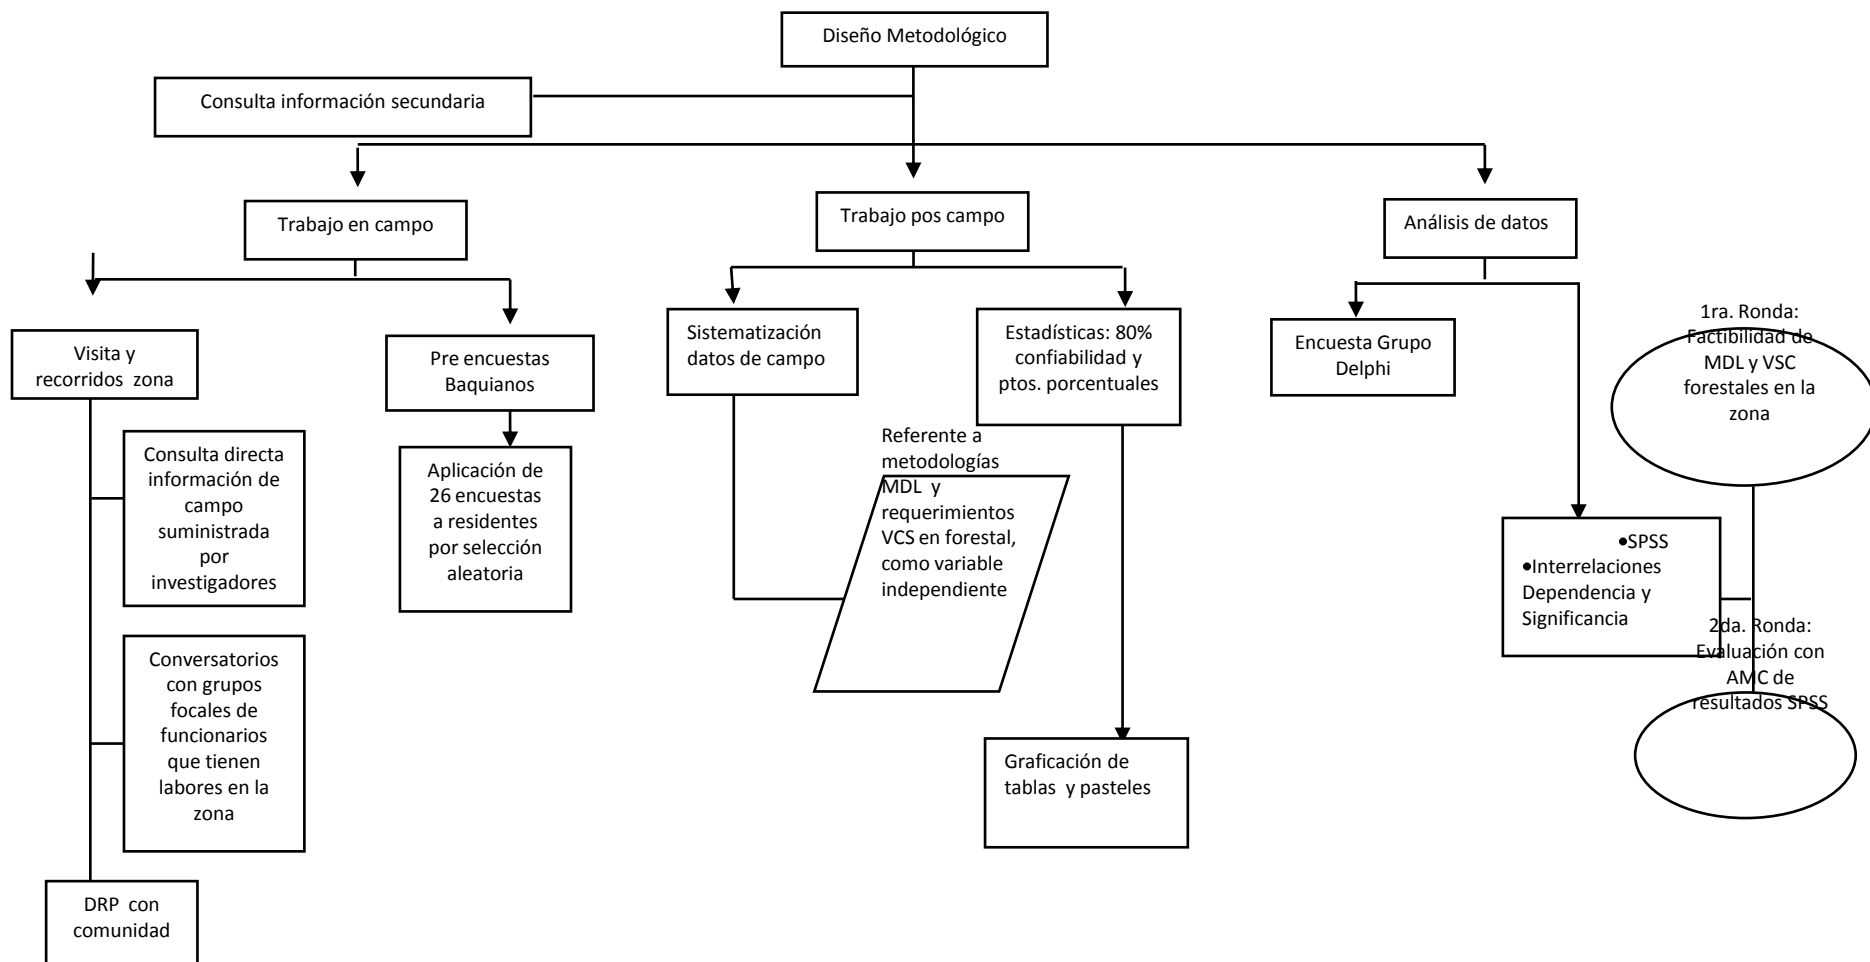 Diseño Metodológico
Consulta información secundaria
Trabajo en campo
Trabajo pos campo
Análisis de datos
Visita y
recorridos zona
Pre encuestas
Baquianos
Sistematización
datos de campo
Estadísticas: 80%
confiabilidad y
ptos. porcentuales
Encuesta Grupo
Delphi
1ra. Ronda:
Factibilidad de
MDL y VSC
forestales en la
zona
Consulta directa
información de
campo
suministrada
por
investigadores
Aplicación de
26 encuestas
a residentes
por selección
aleatoria
Referente a
metodologías
MDL y
requerimientos
VCS en forestal,
como variable
independiente
•SPSS
•Interrelaciones
Dependencia y
Significancia
2da. Ronda:
Evaluación con
AMC de
resultados SPSS
Conversatorios
con grupos
focales de
funcionarios
que tienen
labores en la
zona
Graficación de
tablas y pasteles
DRP con
comunidad